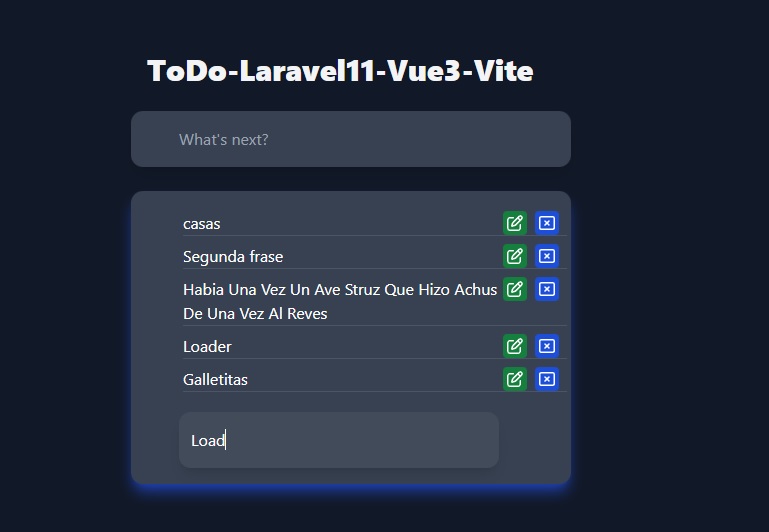 ToDo-Laravel11-Vue3-Vite
What's next?
casas
Segunda frase
Habia Una Vez Un Ave Struz Que Hizo Achus
De Una Vez Al Reves
Loader
Galletitas
Load